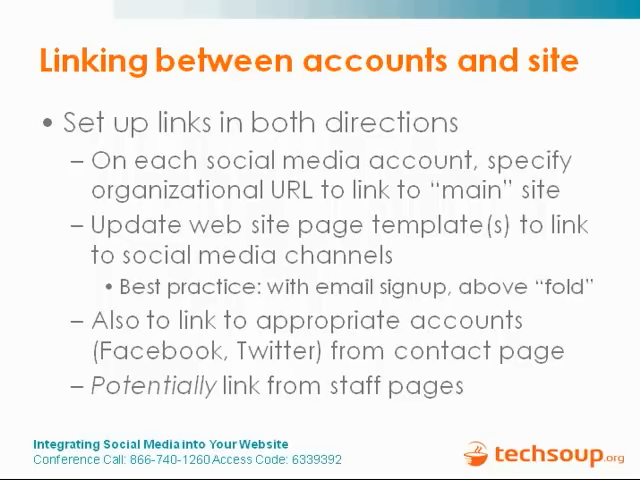 Linking between accounts and site
• Set up links in both directions
– On each social media account, specify
organizational URL to link to “main” site
– Update web site page template(s) to link
to social media channels
• Best practice: with email signup, above “fold”
– Also to link to appropriate accounts
(Facebook, Twitter) from contact page
– Potentially link from staff pages
Integrating Social Media into Your Website
Conference Call: 866-740-1260 Access Code: 6339392
techsoup.org